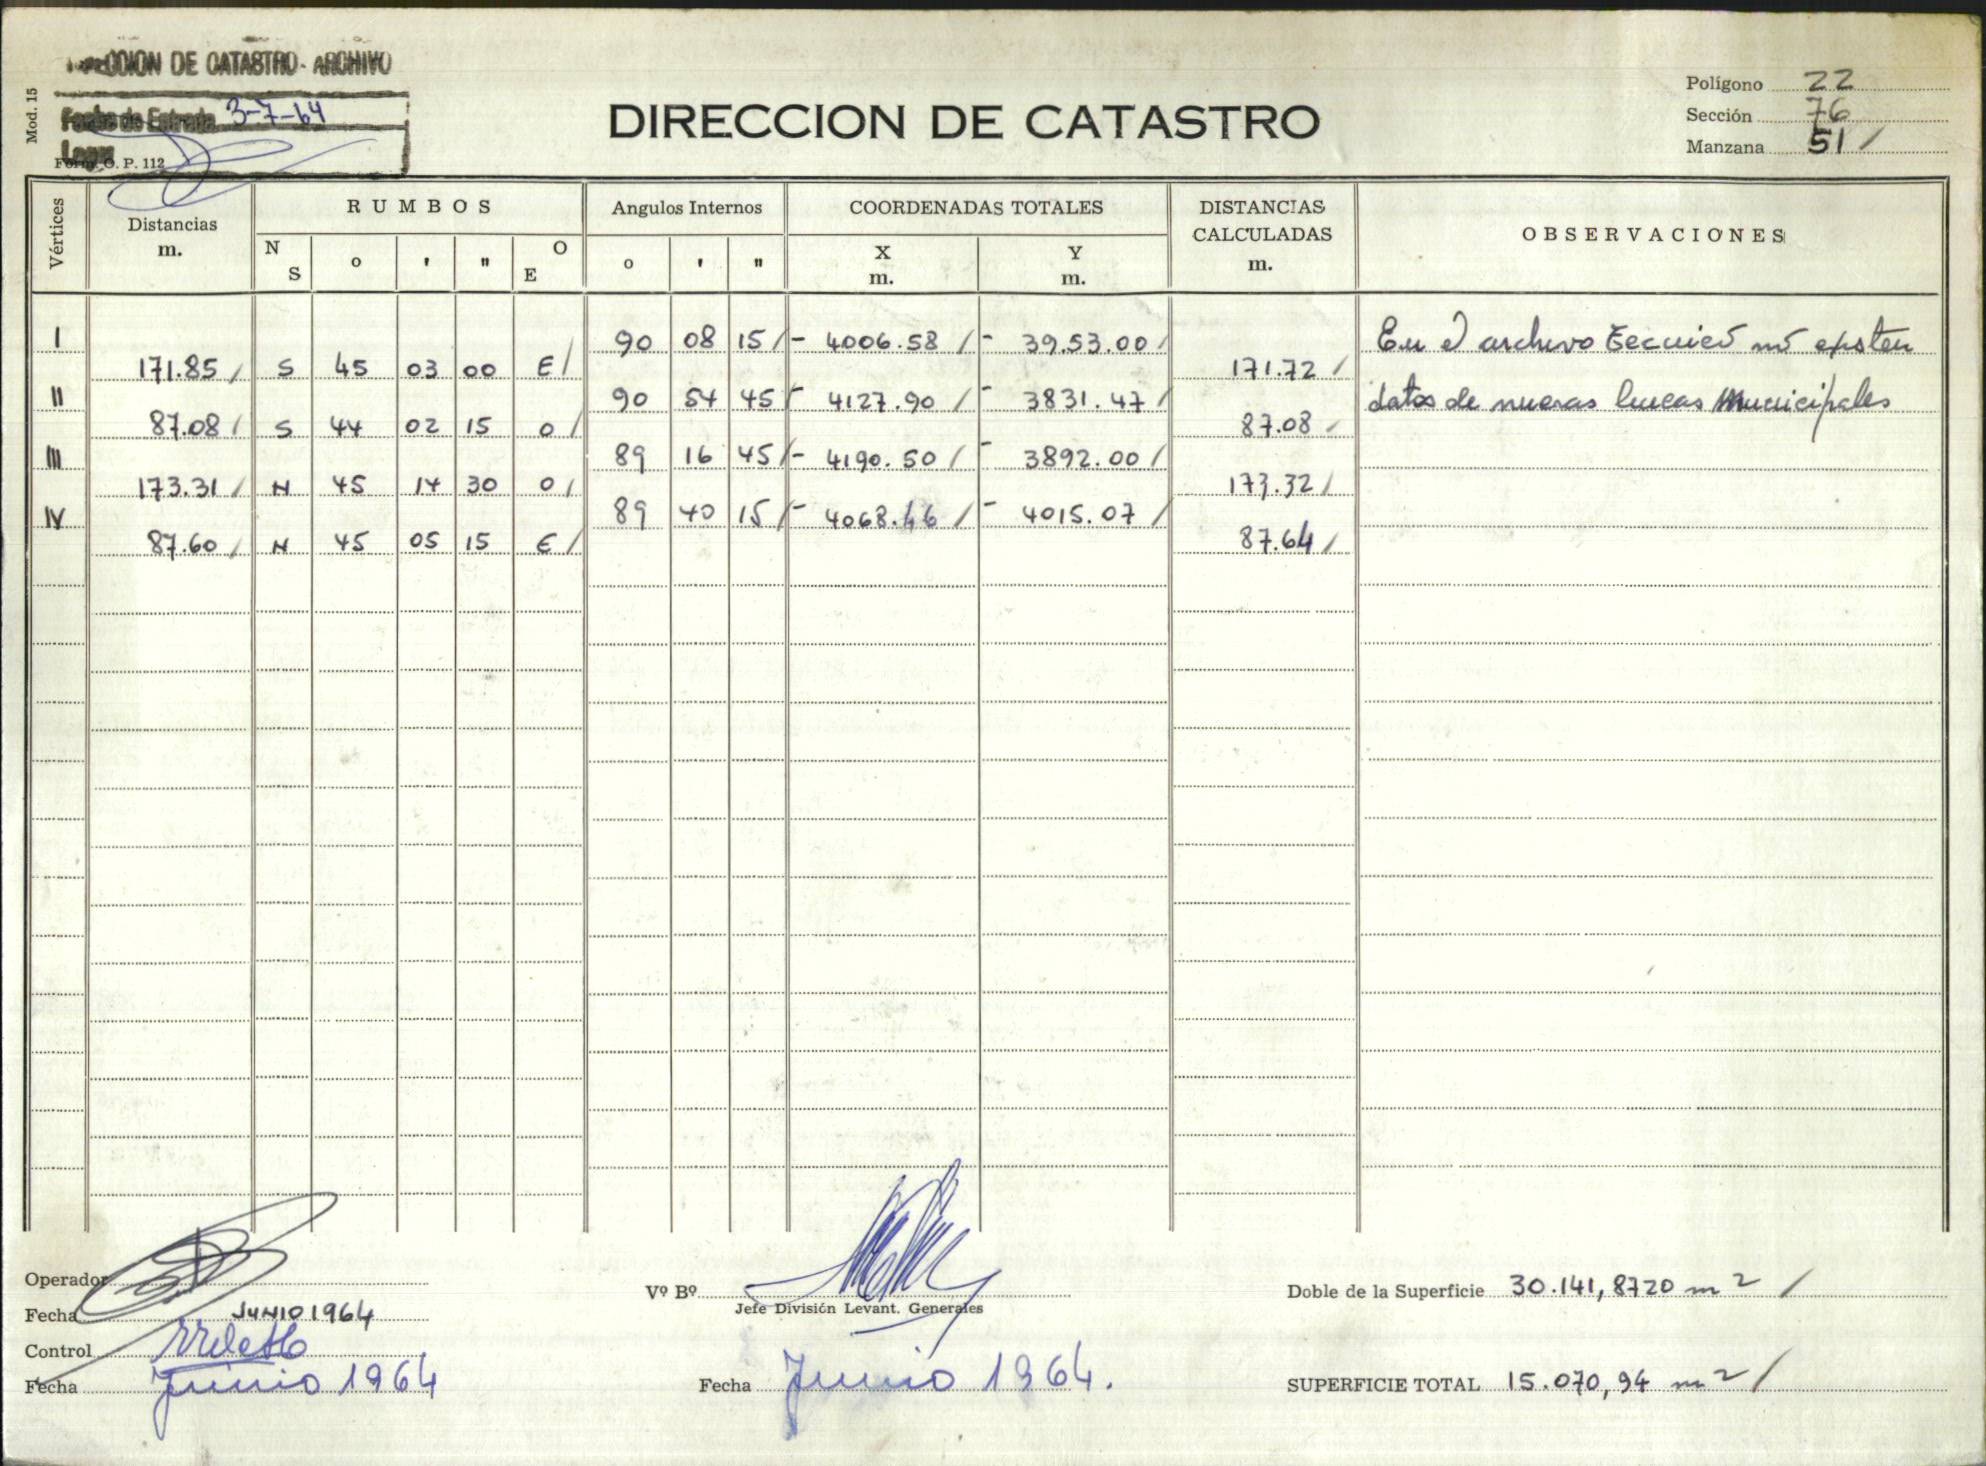 DIRECCION DE CATASTRO - ARCHIVO
Mod. 15
Fecha de Entrada 3-7-64
Form. O. P. 112
DIRECCION DE CATASTRO
Polígono 22
Sección 76
Manzana 51 /
Vértices
Distancias m.
RUMBOS
N S ° ' " O E
Angulos Internos
° ' "
COORDENADAS TOTALES
X m. Y m.
DISTANCIAS CALCULADAS m.
OBSERVACIONES
I 90 08 15 / - 4006.58 / - 39.53.00 /
171.85 / S 45 03 00 E / 171.72 /
II 90 54 45 / - 4127.90 / - 3831.47 /
87.08 / S 44 02 15 O / 87.08 /
III 89 16 45 / - 4190.50 / - 3892.00 /
173.31 / N 45 14 30 O / 173.32 /
IV 89 40 15 / - 4068.46 / - 4015.07 /
87.60 / N 45 05 15 E / 87.64 /
En el archivo Tecnico no existen
datos de nuevas lineas Municipales
Operador
Fecha JUNIO 1964
Control
Fecha Junio 1964
Vº Bº
Jefe División Levant. Generales
Fecha Junio 1964.
Doble de la Superficie 30.141,8720 m2 /
SUPERFICIE TOTAL 15.070,94 m2 /